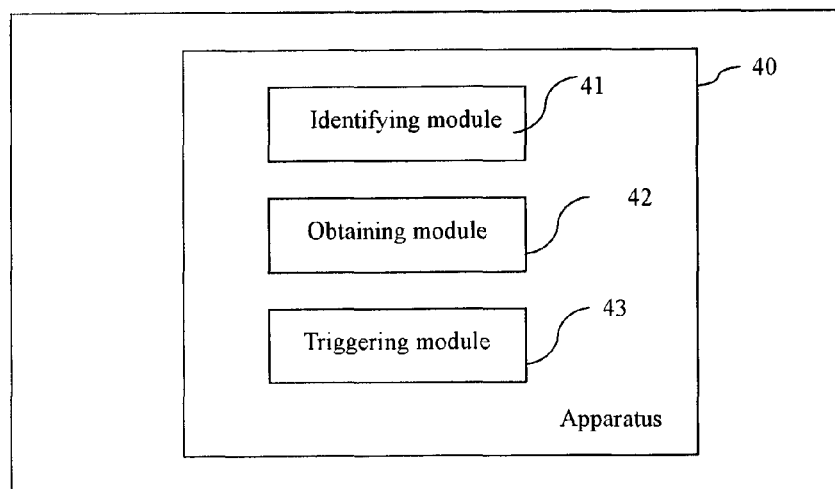 40
41
Identifying module
42
Obtaining module
43
Triggering module
Apparatus